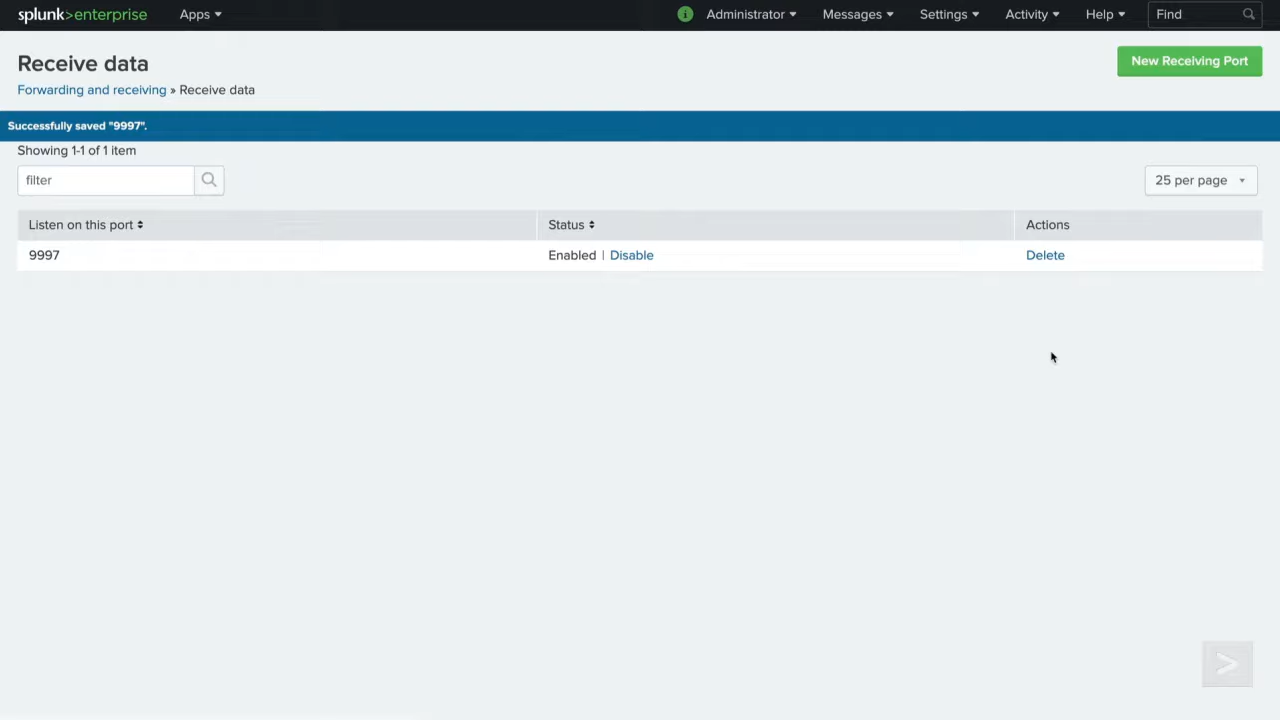 splunk>enterprise Apps Administrator Messages Settings Activity Help Find
Receive data
New Receiving Port
Forwarding and receiving » Receive data
Successfully saved "9997".
Showing 1-1 of 1 item
filter
25 per page
Listen on this port Status Actions
9997 Enabled | Disable Delete